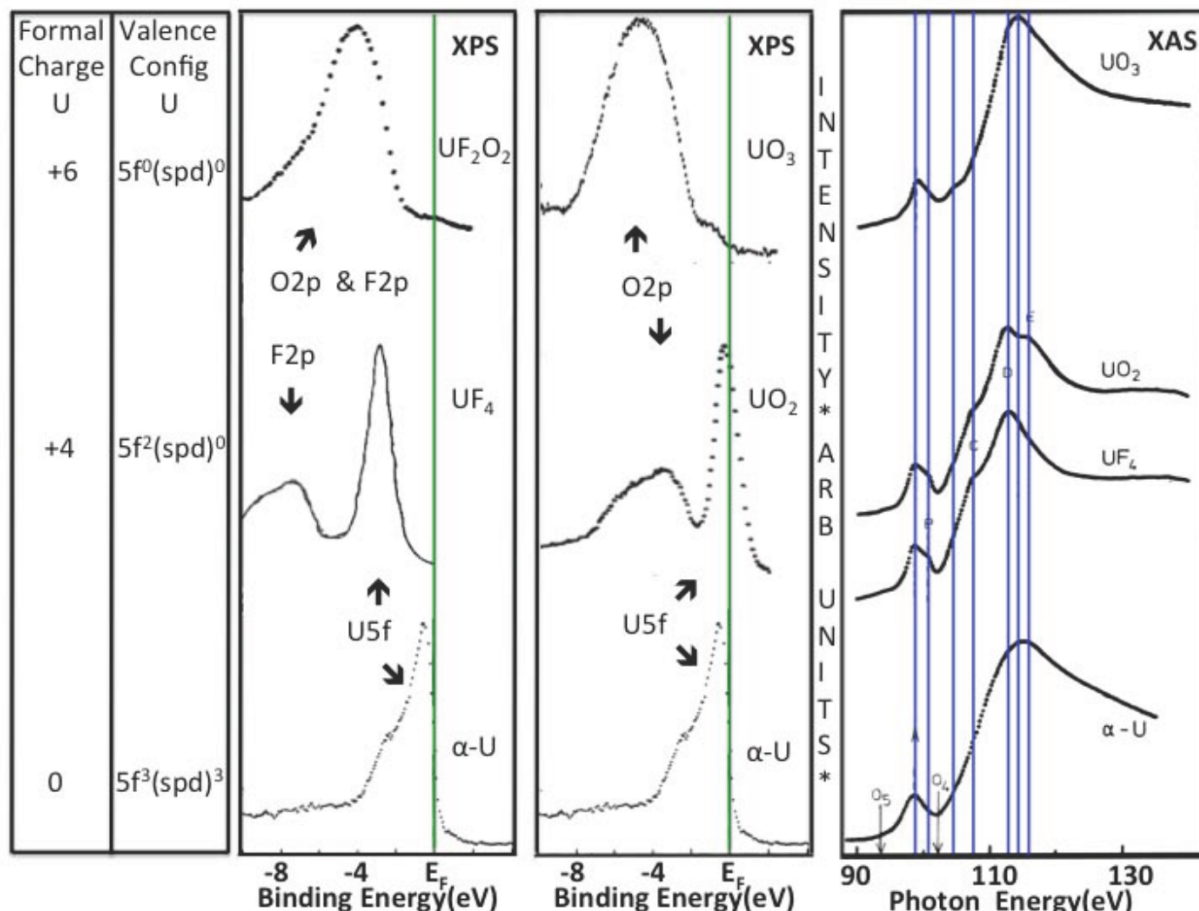 Formal
Charge
U
Valence
Config
U
+6
5f⁰(spd)⁰
+4
5f²(spd)⁰
0
5f³(spd)³
XPS
UF₂O₂
O2p & F2p
F2p
UF₄
U5f
α-U
-8
-4
E_F
Binding Energy(eV)
XPS
UO₃
O2p
UO₂
U5f
α-U
-8
-4
E_F
Binding Energy(eV)
INTENSITY*ARB UNITS*
XAS
UO₃
E
UO₂
D
UF₄
C
P
α-U
A
O₅
O₄
90
110
130
Photon Energy(eV)